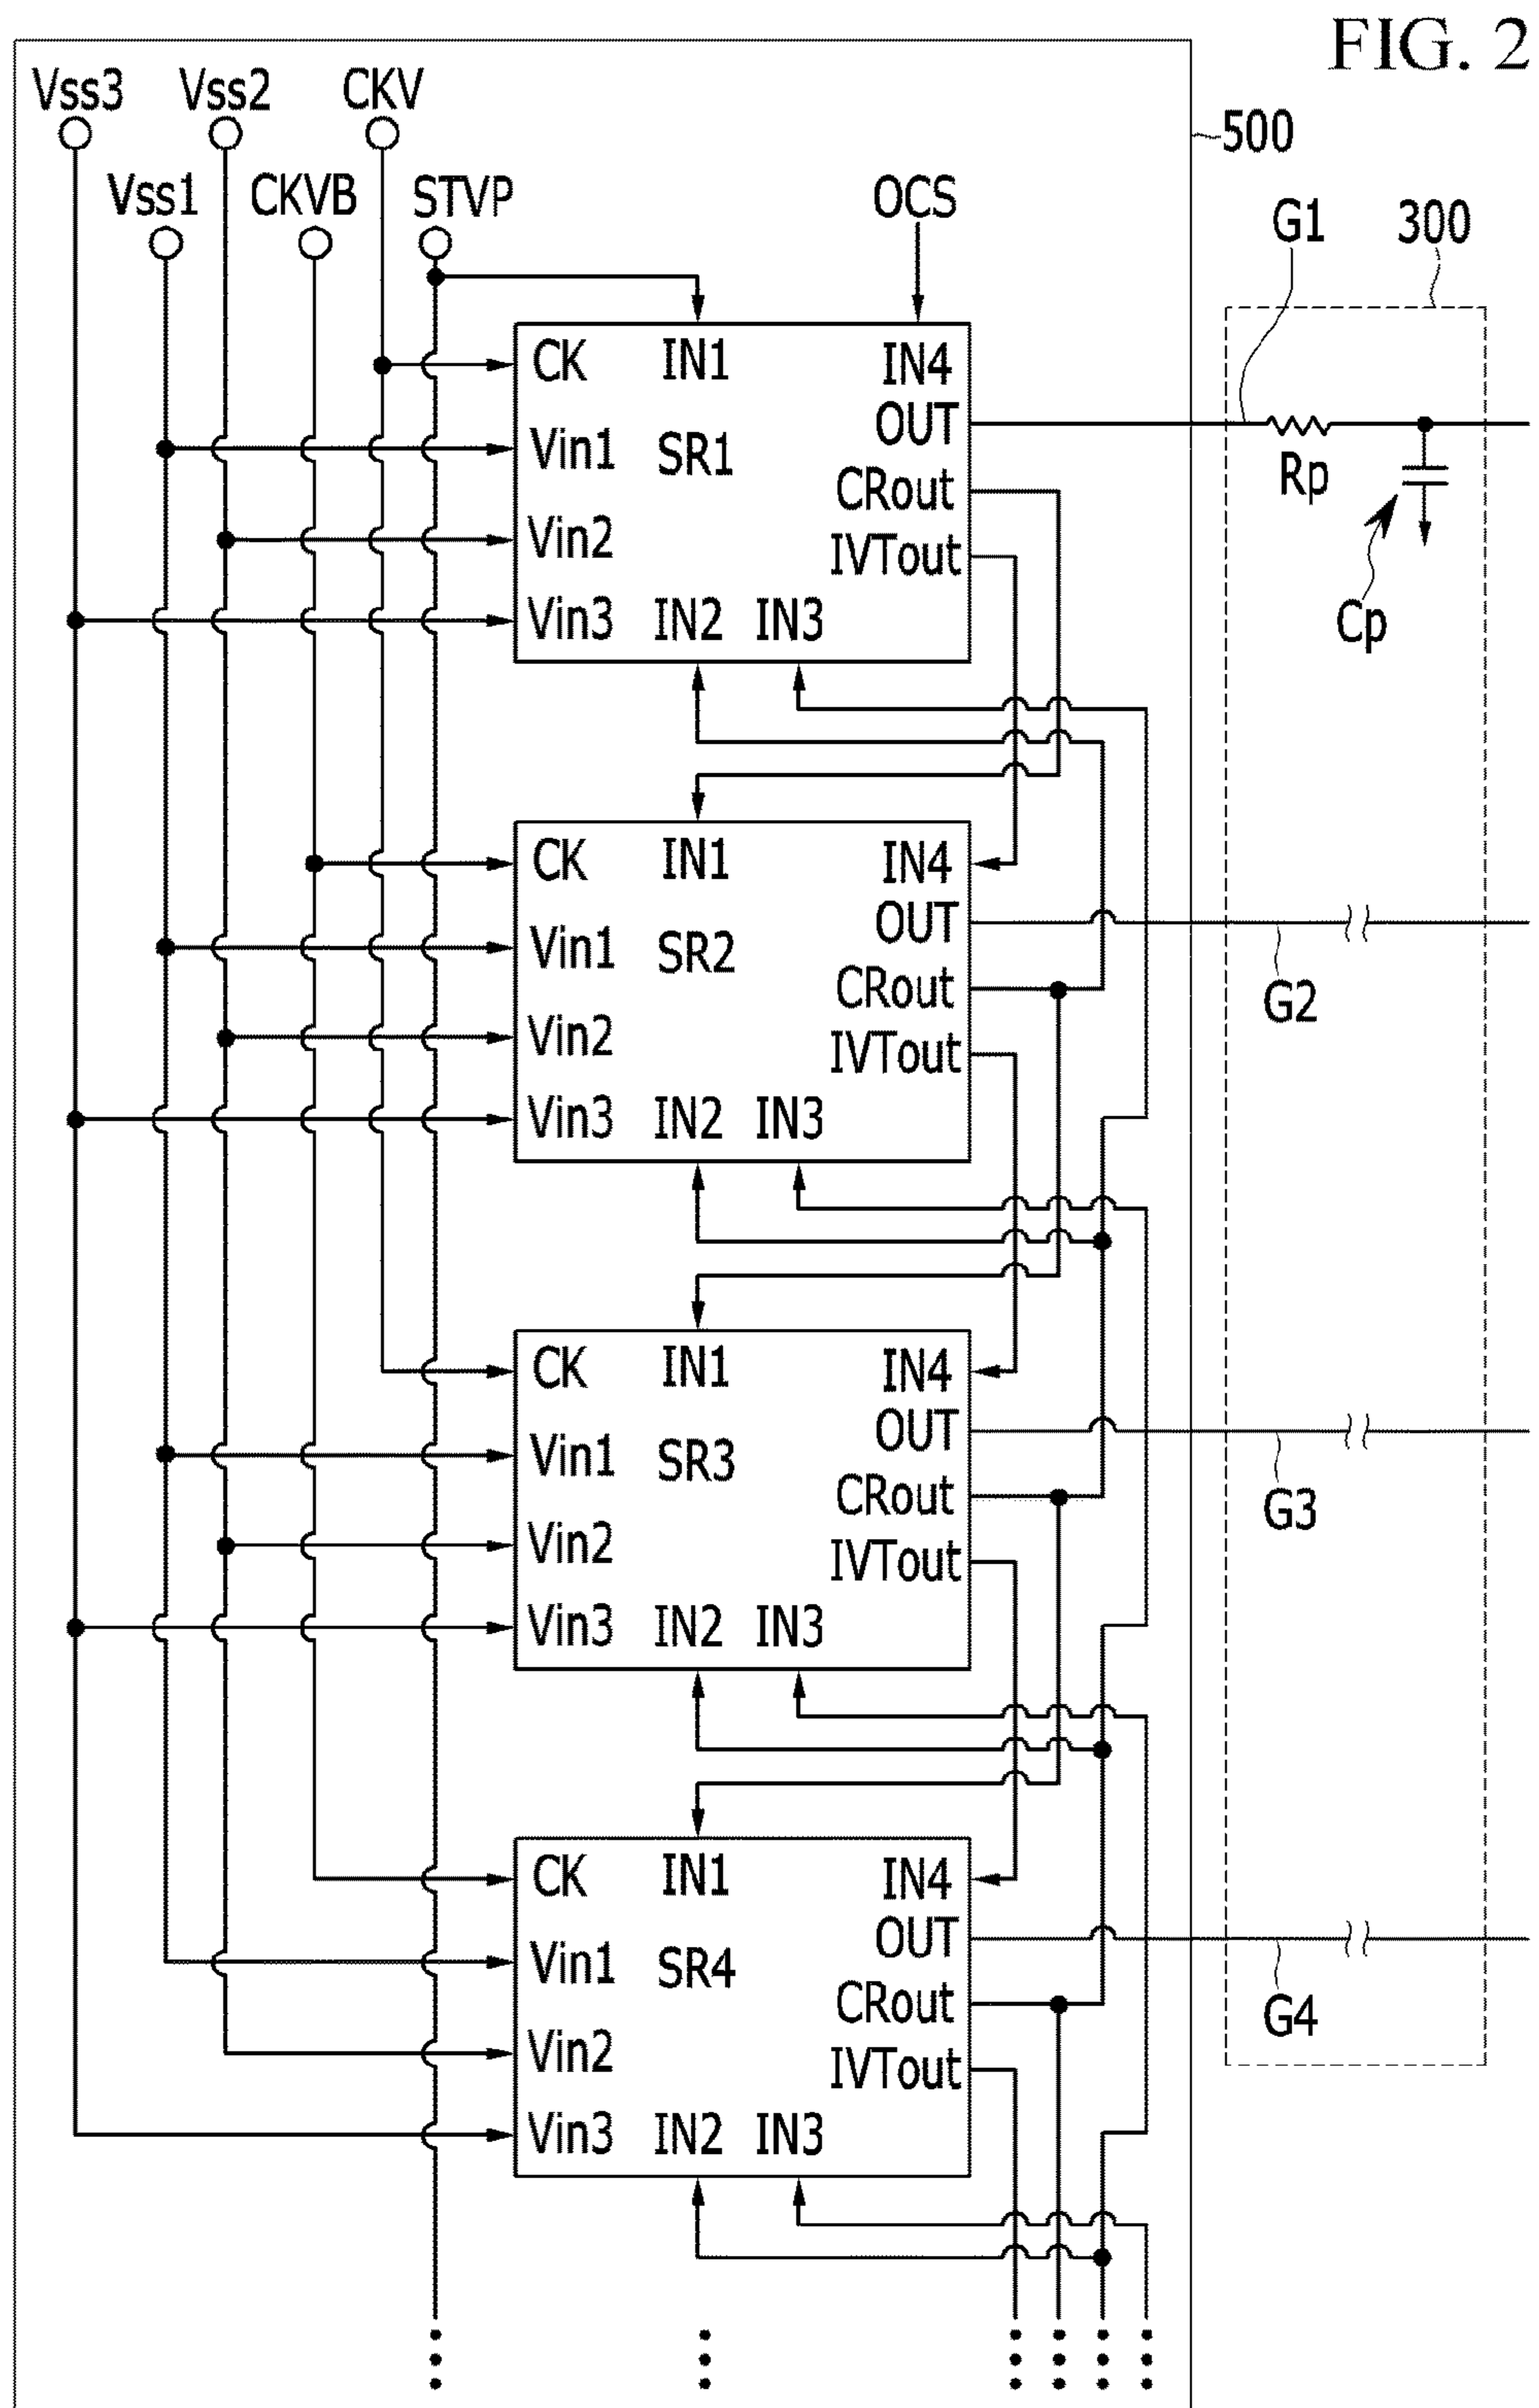 FIG. 2
Vss3 Vss2 CKV
500
Vss1 CKVB STVP OCS
G1 300
CK IN1 IN4
OUT
Vin1 SR1
CRout
Rp
Vin2 IVTout
Vin3 IN2 IN3
Cp
CK IN1 IN4
OUT
Vin1 SR2
CRout
G2
Vin2 IVTout
Vin3 IN2 IN3
CK IN1 IN4
OUT
Vin1 SR3
CRout
G3
Vin2 IVTout
Vin3 IN2 IN3
CK IN1 IN4
OUT
Vin1 SR4
CRout
G4
Vin2 IVTout
Vin3 IN2 IN3